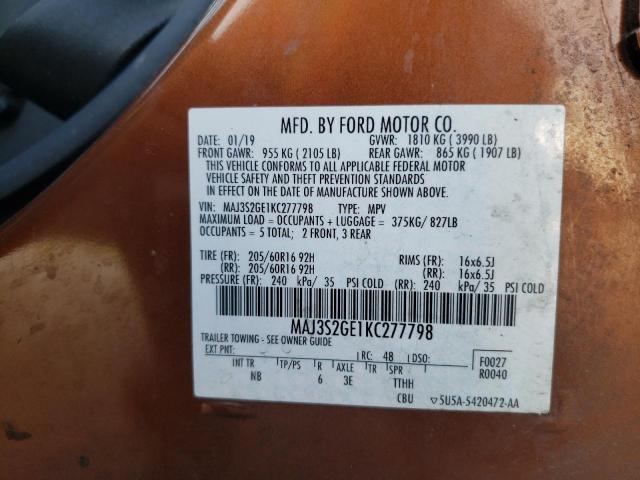 MFD. BY FORD MOTOR CO.
DATE: 01/19 GVWR: 1810 KG ( 3990 LB)
FRONT GAWR: 955 KG ( 2105 LB) REAR GAWR: 865 KG ( 1907 LB)
THIS VEHICLE CONFORMS TO ALL APPLICABLE FEDERAL MOTOR
VEHICLE SAFETY AND THEFT PREVENTION STANDARDS
IN EFFECT ON THE DATE OF MANUFACTURE SHOWN ABOVE.
VIN: MAJ3S2GE1KC277798 TYPE: MPV
MAXIMUM LOAD = OCCUPANTS + LUGGAGE = 375KG/ 827LB
OCCUPANTS = 5 TOTAL; 2 FRONT, 3 REAR
TIRE (FR): 205/60R16 92H RIMS (FR): 16x6.5J
(RR): 205/60R16 92H (RR): 16x6.5J
PRESSURE (FR): 240 kPa/ 35 PSI COLD (RR): 240 kPa/ 35 PSI COLD
MAJ3S2GE1KC277798
TRAILER TOWING - SEE OWNER GUIDE
EXT PNT: RC: 48 DSO: F0027
R0040
INT TR TP/PS R AXLE TR SPR
NB 6 3E TTHH
CBU ▽5U5A-5420472-AA